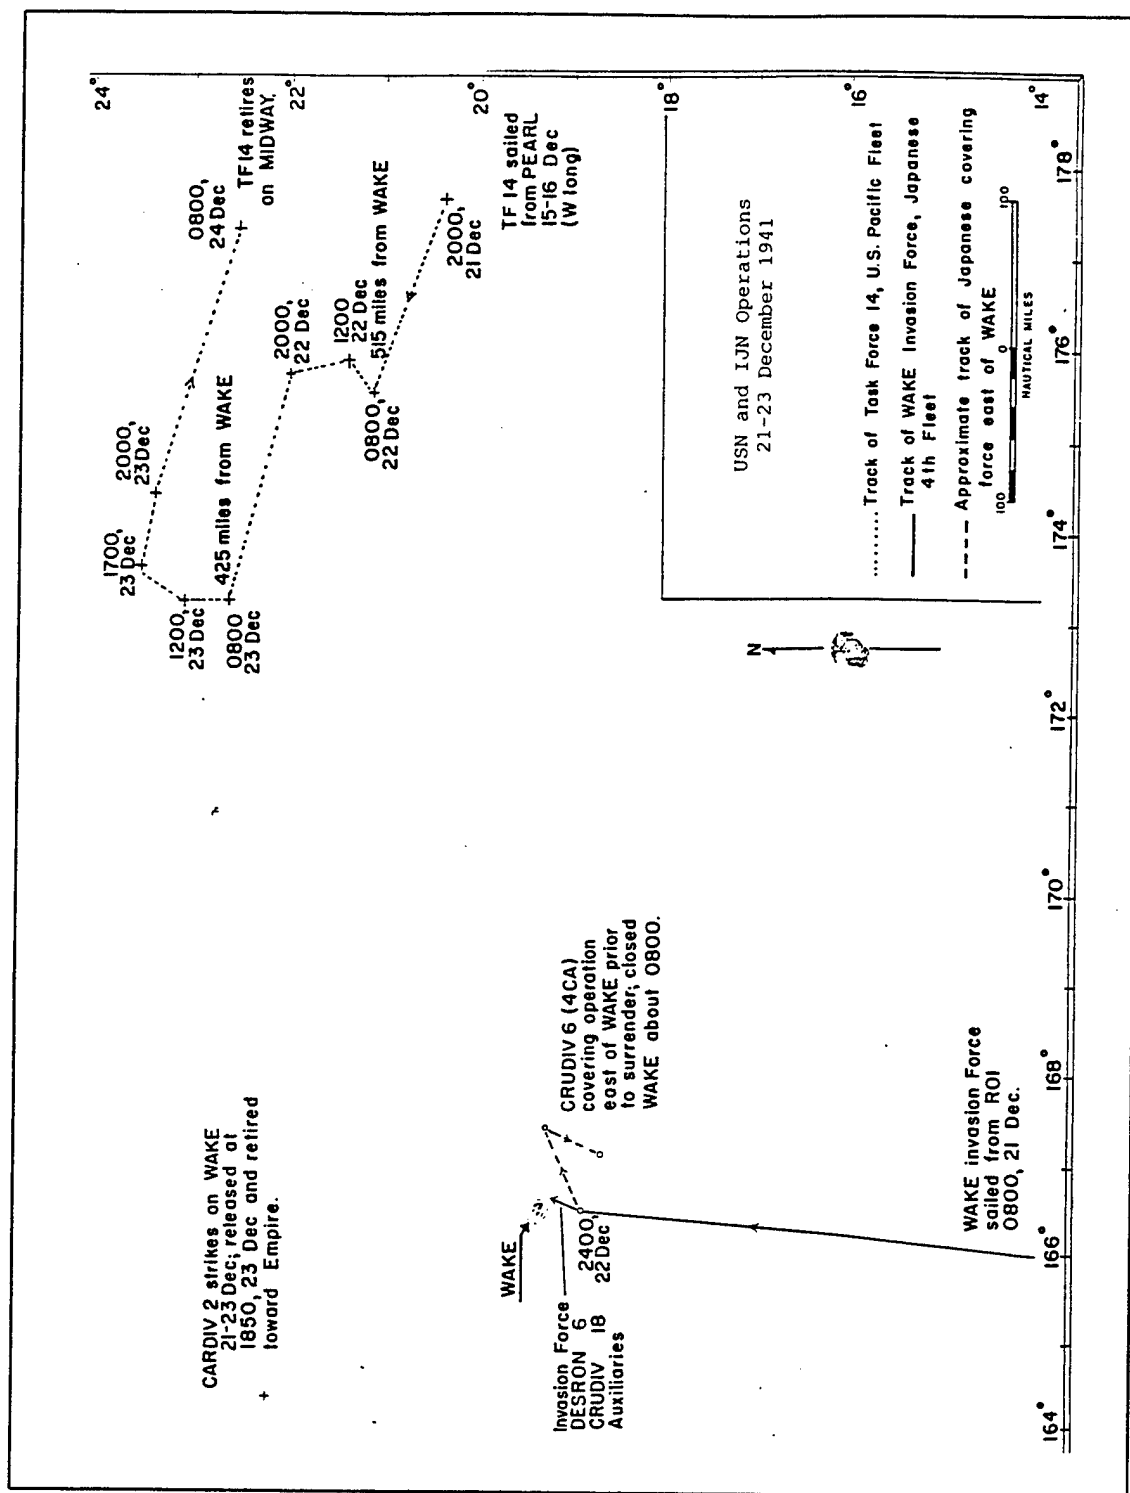 24°
22°
20°
18°
16°
14°
TF14 retires
on MIDWAY.
0800,
24 Dec
2000,
23 Dec
1700,
23 Dec
1200,
23 Dec
0800
23 Dec
425 miles from WAKE
2000,
22 Dec
1200
22 Dec
515 miles from WAKE
0800,
22 Dec
2000,
21 Dec
TF 14 sailed
from PEARL
15-16 Dec
(W long)
CARDIV 2 strikes on WAKE
21-23 Dec; released at
1850, 23 Dec and retired
toward Empire.
WAKE
2400,
22 Dec
Invasion Force
DESRON 6
CRUDIV 18
Auxiliaries
CRUDIV 6 (4CA)
covering operation
east of WAKE prior
to surrender; closed
WAKE about 0800.
WAKE invasion Force
sailed from ROI
0800, 21 Dec.
N
USN and IJN Operations
21-23 December 1941
Track of Task Force 14, U.S. Pacific Fleet
Track of WAKE Invasion Force, Japanese
4th Fleet
Approximate track of Japanese covering
force east of WAKE
100 0 100
NAUTICAL MILES
164° 166° 168° 170° 172° 174° 176° 178°